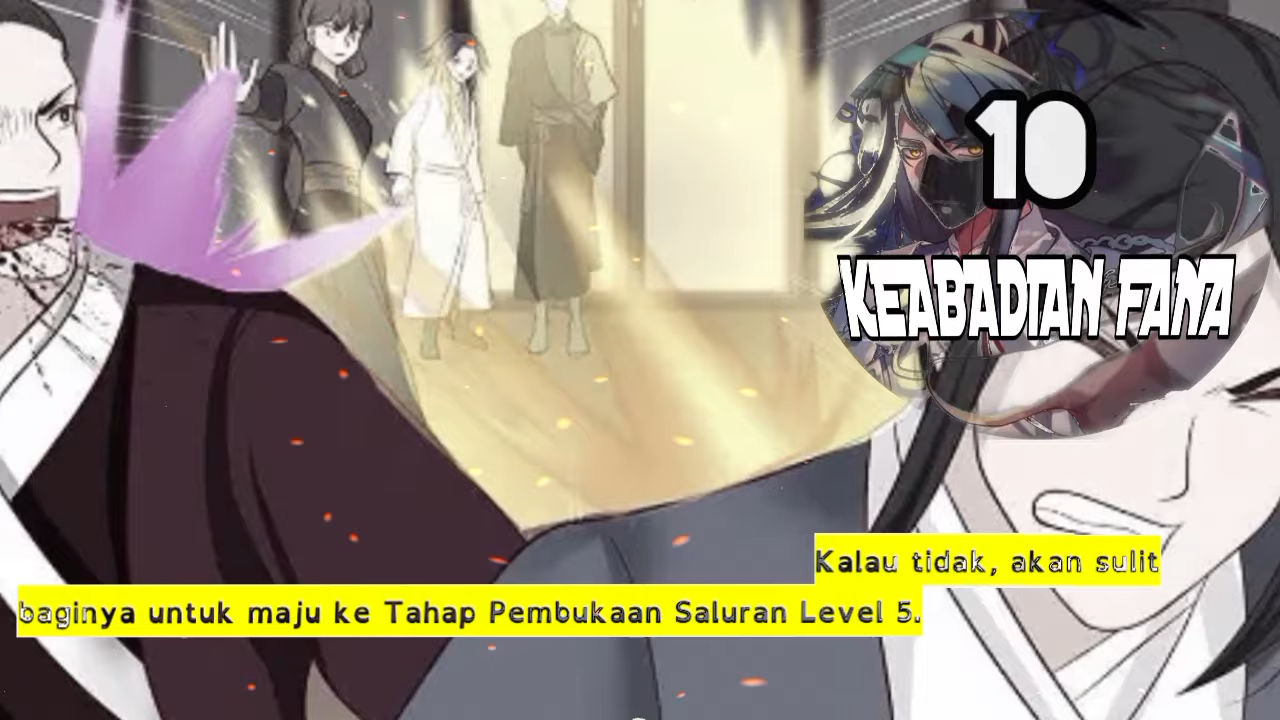 10
KEABADIAN FANA
Kalau tidak, akan sulit
baginya untuk maju ke Tahap Pembukaan Saluran Level 5.